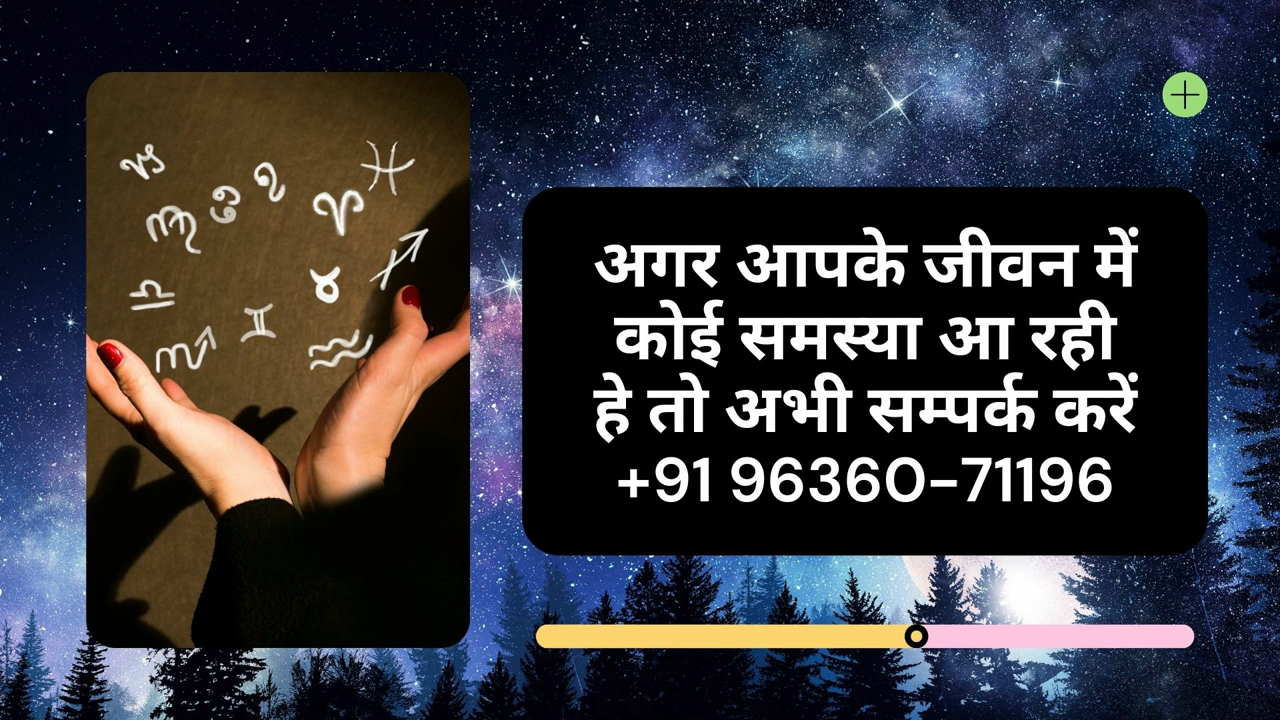 अगर आपके जीवन में
कोई समस्या आ रही
हे तो अभी सम्पर्क करें
+91 96360-71196